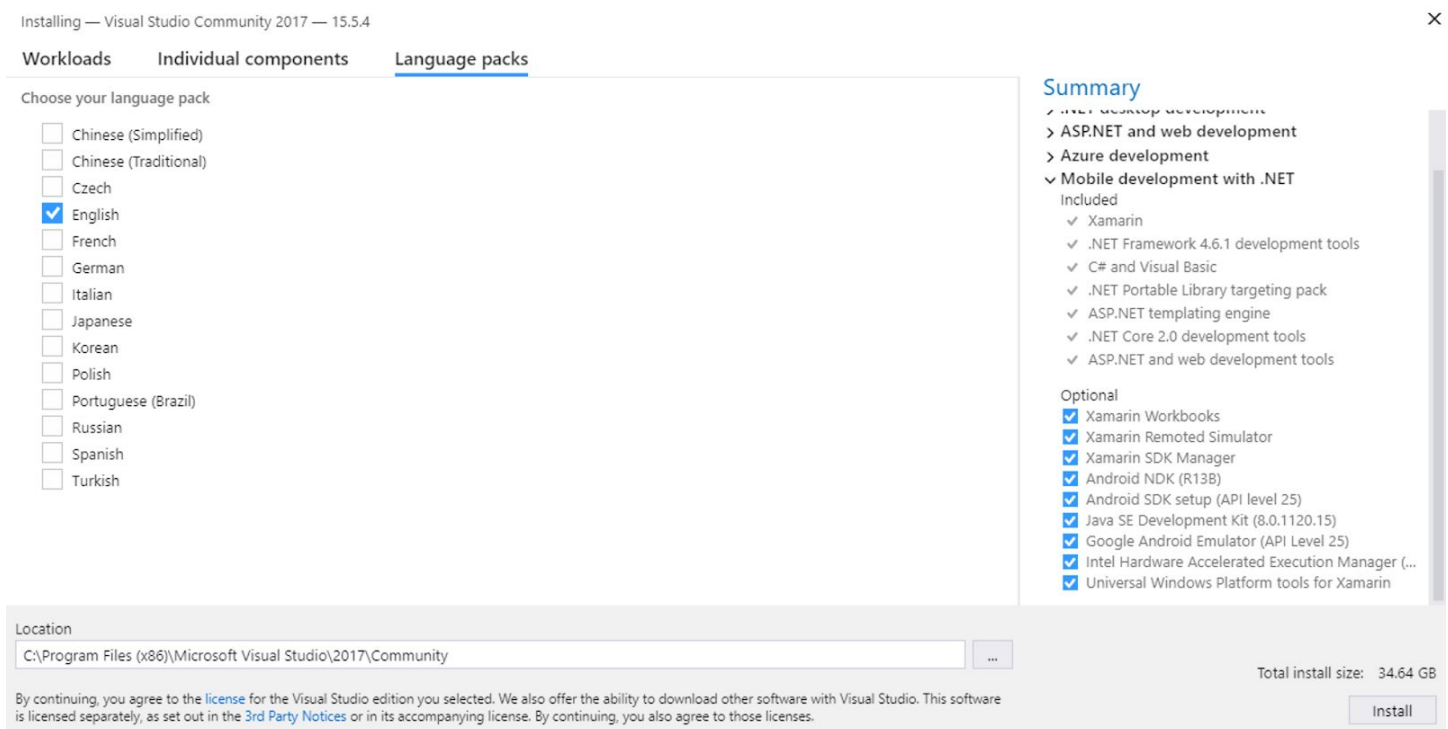 Installing — Visual Studio Community 2017 — 15.5.4
Workloads
Individual components
Language packs
Choose your language pack
Chinese (Simplified)
Chinese (Traditional)
Czech
English
French
German
Italian
Japanese
Korean
Polish
Portuguese (Brazil)
Russian
Spanish
Turkish
Summary
.NET desktop development
ASP.NET and web development
Azure development
Mobile development with .NET
Included
Xamarin
.NET Framework 4.6.1 development tools
C# and Visual Basic
.NET Portable Library targeting pack
ASP.NET templating engine
.NET Core 2.0 development tools
ASP.NET and web development tools
Optional
Xamarin Workbooks
Xamarin Remoted Simulator
Xamarin SDK Manager
Android NDK (R13B)
Android SDK setup (API level 25)
Java SE Development Kit (8.0.1120.15)
Google Android Emulator (API Level 25)
Intel Hardware Accelerated Execution Manager (...
Universal Windows Platform tools for Xamarin
Location
C:\Program Files (x86)\Microsoft Visual Studio\2017\Community
...
By continuing, you agree to the license for the Visual Studio edition you selected. We also offer the ability to download other software with Visual Studio. This software
is licensed separately, as set out in the 3rd Party Notices or in its accompanying license. By continuing, you also agree to those licenses.
Total install size: 34.64 GB
Install